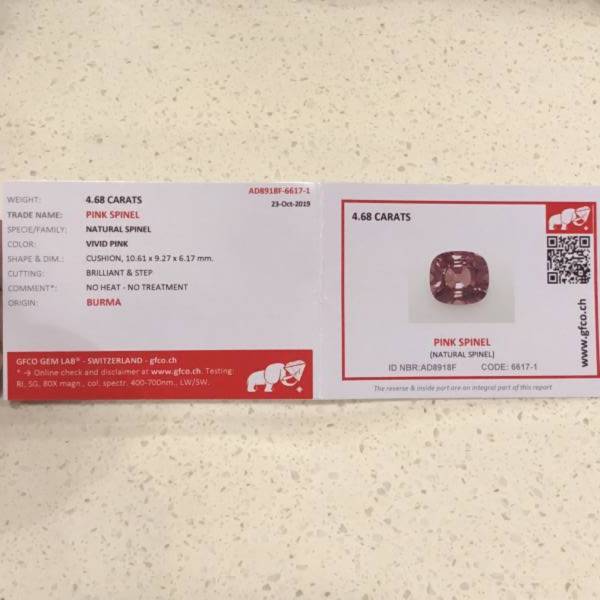 AD8918F-6617-1
WEIGHT: 4.68 CARATS
23-Oct-2019
TRADE NAME: PINK SPINEL
SPECIE/FAMILY: NATURAL SPINEL
COLOR: VIVID PINK
SHAPE & DIM.: CUSHION, 10.61 x 9.27 x 6.17 mm.
CUTTING: BRILLIANT & STEP
COMMENT*: NO HEAT - NO TREATMENT
ORIGIN: BURMA
GFCO GEM LAB® - SWITZERLAND - gfco.ch
* → Online check and disclaimer at www.gfco.ch. Testing:
RI, SG, 80X magn., col. spectr. 400-700nm., LW/SW.
4.68 CARATS
www.gfco.ch
PINK SPINEL
(NATURAL SPINEL)
ID NBR:AD8918F CODE: 6617-1
The reverse & inside part are an integral part of this report